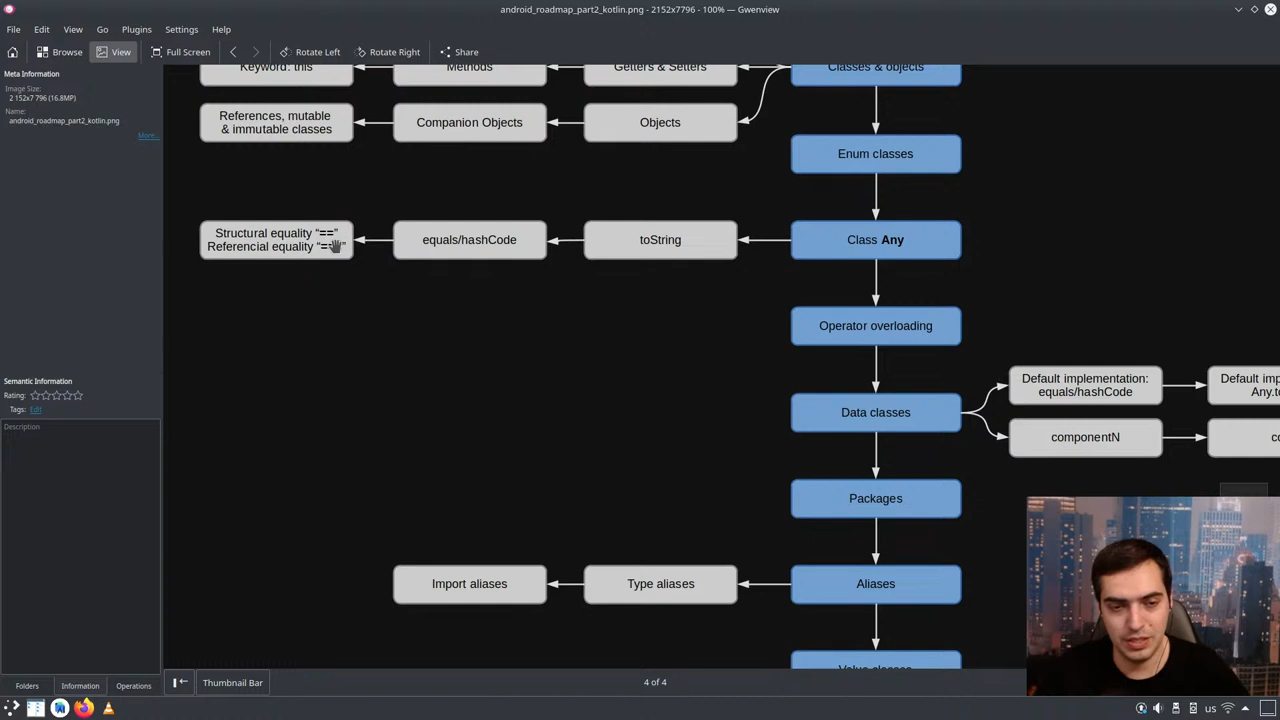 android_roadmap_part2_kotlin.png - 2152x7796 - 100% — Gwenview
File Edit View Go Plugins Settings Help
Browse View Full Screen Rotate Left Rotate Right Share
Meta Information
Image Size:
2 152x7 796 (16.8MP)
Name:
android_roadmap_part2_kotlin.png
More...
Keyword: this
Methods
Getters & Setters
Classes & objects
References, mutable
& immutable classes
Companion Objects
Objects
Enum classes
Structural equality “==”
Referencial equality
equals/hashCode
toString
Class Any
Operator overloading
Default implementation:
equals/hashCode
Default
Data classes
componentN
Packages
Import aliases
Type aliases
Aliases
Value classes
Semantic Information
Rating:
Tags: Edit
Description
Folders Information Operations
Thumbnail Bar
4 of 4
us